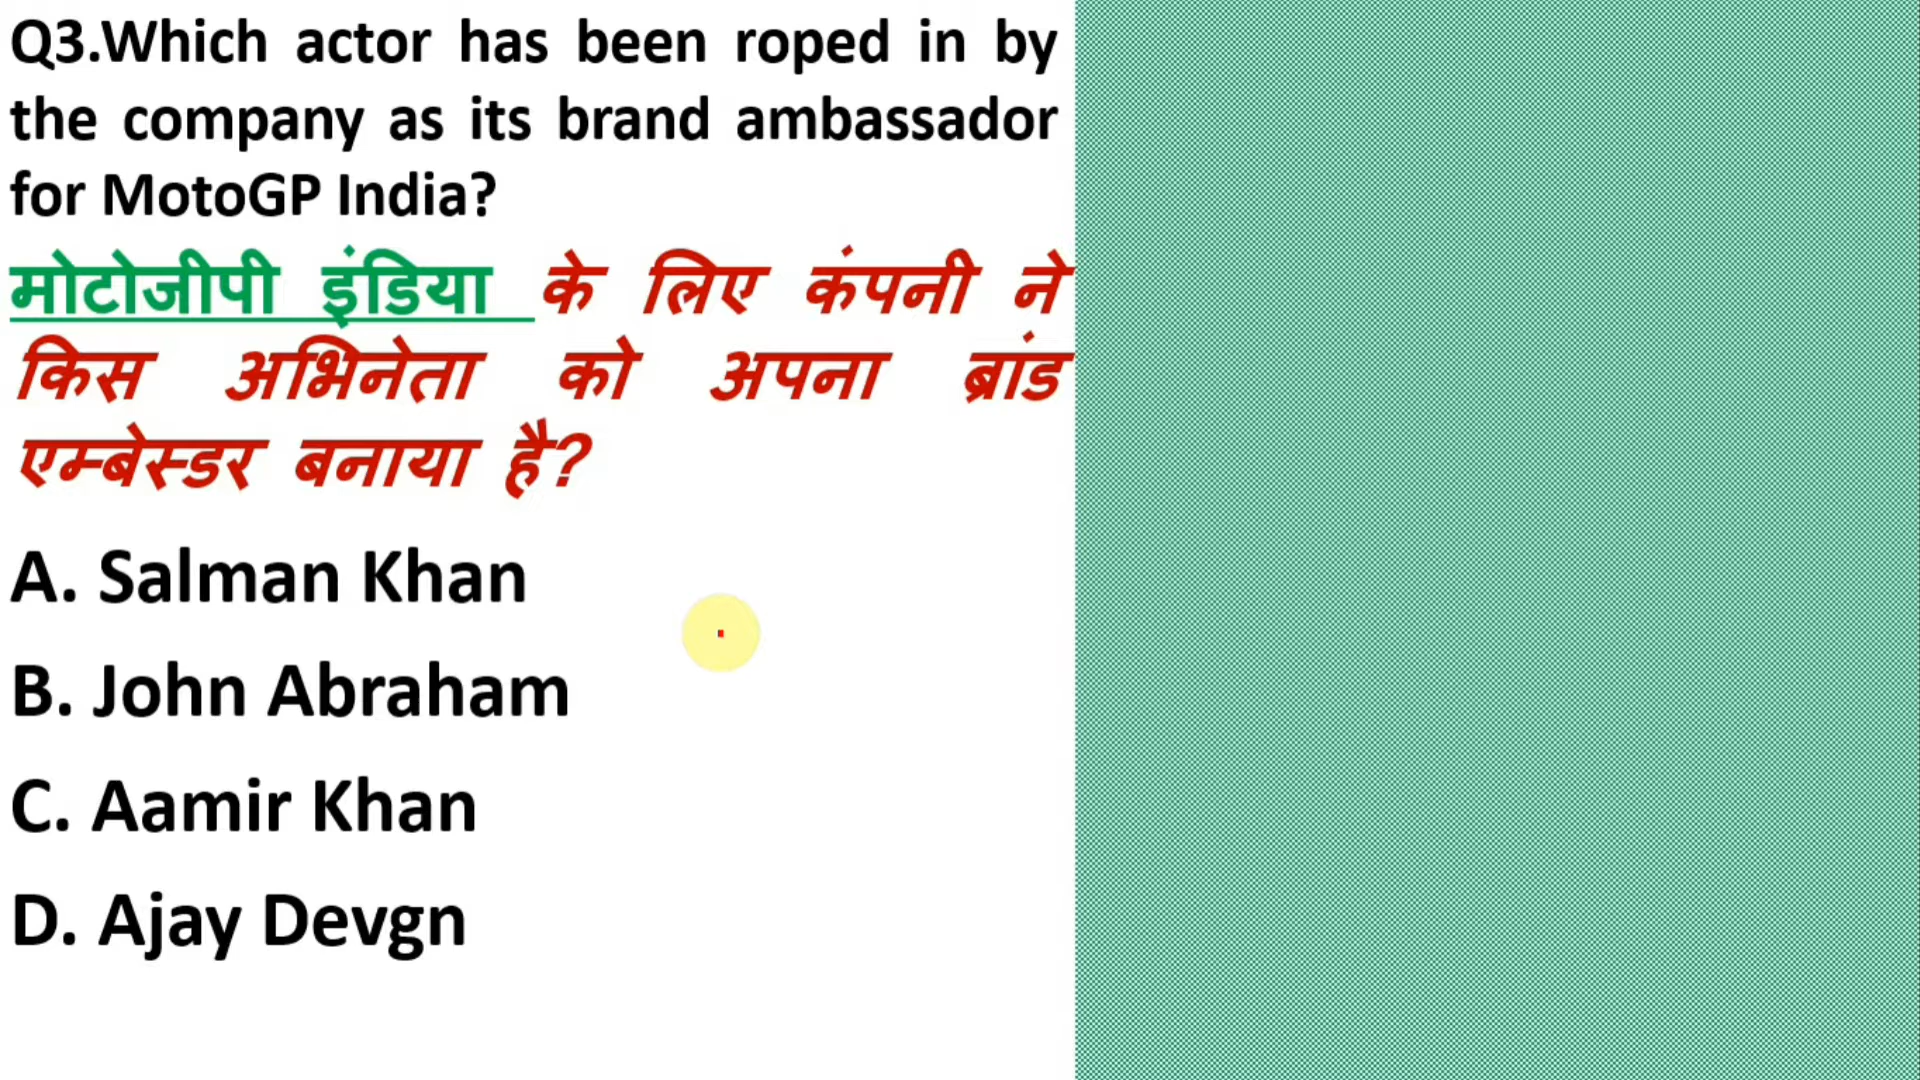 Q3.Which actor has been roped in by
the company as its brand ambassador
for MotoGP India?
मोटोजीपी इंडिया के लिए कंपनी ने
किस अभिनेता को अपना ब्रांड
एम्बेस्डर बनाया है?
A. Salman Khan
B. John Abraham
C. Aamir Khan
D. Ajay Devgn